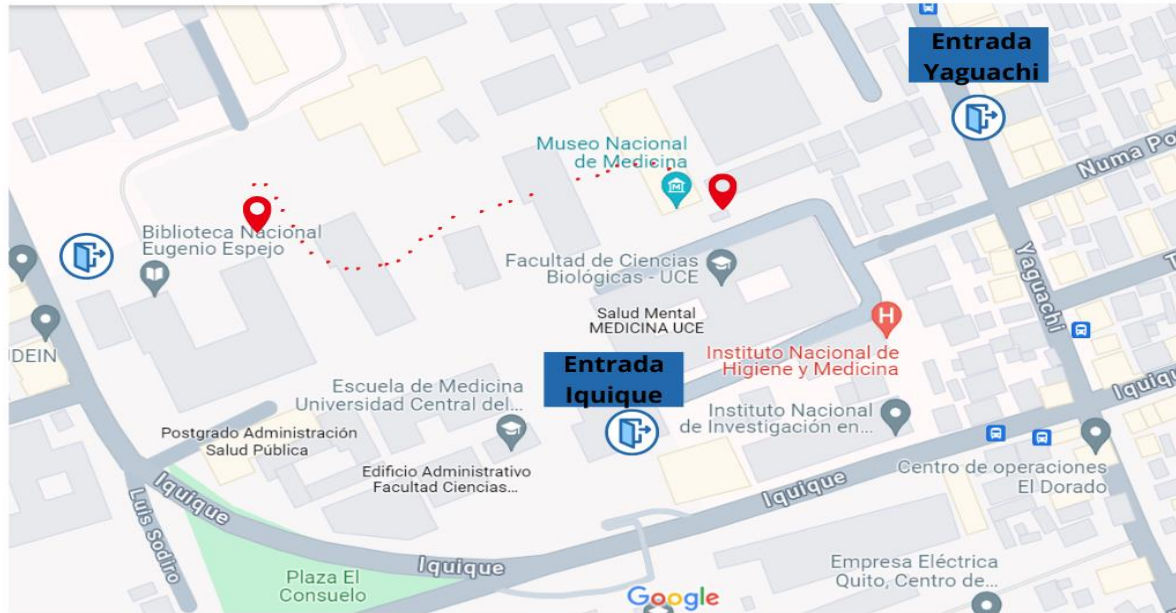 Entrada
Yaguachi
Museo Nacional
de Medicina
Numa Po
Biblioteca Nacional
Eugenio Espejo
Facultad de Ciencias
Biológicas - UCE
Yaguachi
T
UDEIN
Salud Mental
MEDICINA UCE
H
Instituto Nacional de
Higiene y Medicina
Entrada
Iquique
Iquique
Escuela de Medicina
Universidad Central del...
Instituto Nacional
de Investigación en...
Postgrado Administración
Salud Pública
Edificio Administrativo
Facultad Ciencias...
Centro de operaciones
El Dorado
Iquique
Iquique
Luis Sodiro
Iquique
Plaza El
Consuelo
Empresa Eléctrica
Quito, Centro de...
Google